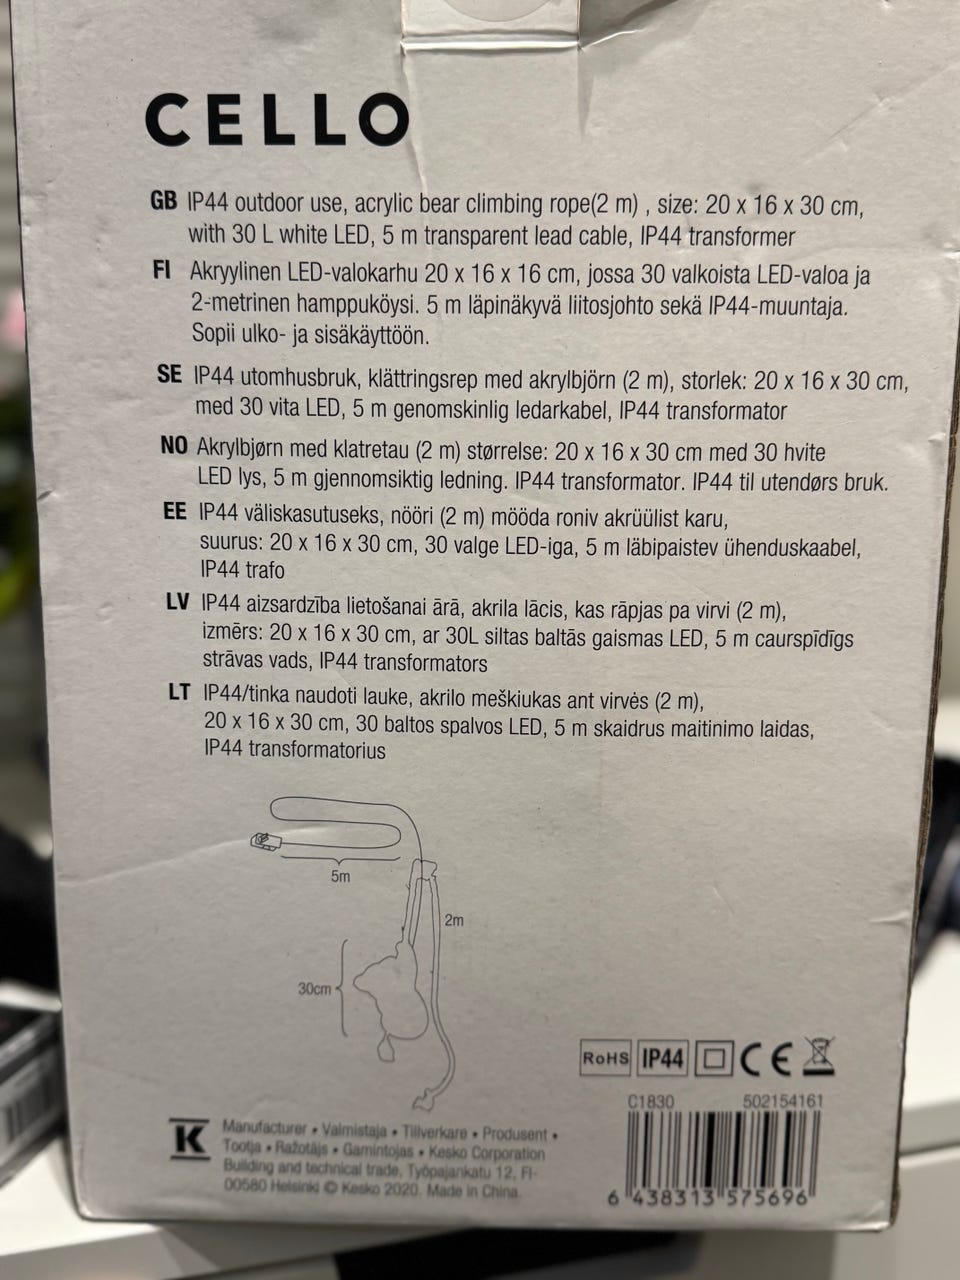 CELLO
GB IP44 outdoor use, acrylic bear climbing rope(2 m) , size: 20 x 16 x 30 cm,
with 30 L white LED, 5 m transparent lead cable, IP44 transformer
FI Akryylinen LED-valokarhu 20 x 16 x 16 cm, jossa 30 valkoista LED-valoa ja
2-metrinen hamppuköysi. 5 m läpinäkyvä liitosjohto sekä IP44-muuntaja.
Sopii ulko- ja sisäkäyttöön.
SE IP44 utomhusbruk, klättringsrep med akrylbjörn (2 m), storlek: 20 x 16 x 30 cm,
med 30 vita LED, 5 m genomskinlig ledarkabel, IP44 transformator
NO Akrylbjørn med klatretau (2 m) størrelse: 20 x 16 x 30 cm med 30 hvite
LED lys, 5 m gjennomsiktig ledning. IP44 transformator. IP44 til utendørs bruk.
EE IP44 väliskasutuseks, nööri (2 m) mööda roniv akrüülist karu,
suurus: 20 x 16 x 30 cm, 30 valge LED-iga, 5 m läbipaistev ühenduskaabel,
IP44 trafo
LV IP44 aizsardzība lietošanai ārā, akrila lācis, kas rāpjas pa virvi (2 m),
izmērs: 20 x 16 x 30 cm, ar 30L siltas baltās gaismas LED, 5 m caurspīdīgs
strāvas vads, IP44 transformators
LT IP44/tinka naudoti lauke, akrilo meškiukas ant virvės (2 m),
20 x 16 x 30 cm, 30 baltos spalvos LED, 5 m skaidrus maitinimo laidas,
IP44 transformatorius
5m
2m
30cm
RoHS IP44 CE
C1830 502154161
K
Manufacturer • Valmistaja • Tillverkare • Produsent •
Tootja • Ražotājs • Gamintojas • Kesko Corporation
Building and technical trade, Työpajankatu 12, FI-
00580 Helsinki © Kesko 2020. Made in China.
6 438313 575696